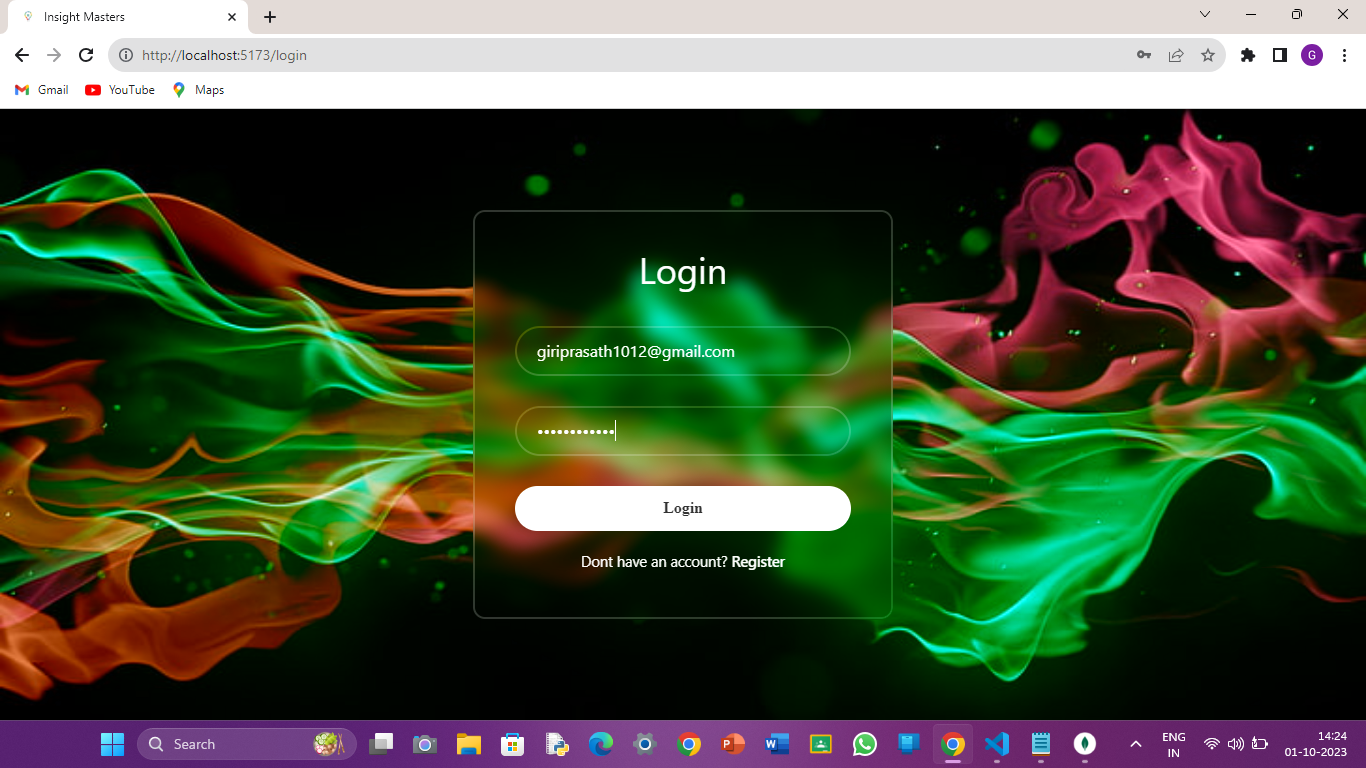 Insight Masters
http://localhost:5173/login
G
Gmail
YouTube
Maps
Login
giriprasath1012@gmail.com
••••••••••••
Login
Dont have an account? Register
Search
ENG
IN
14:24
01-10-2023